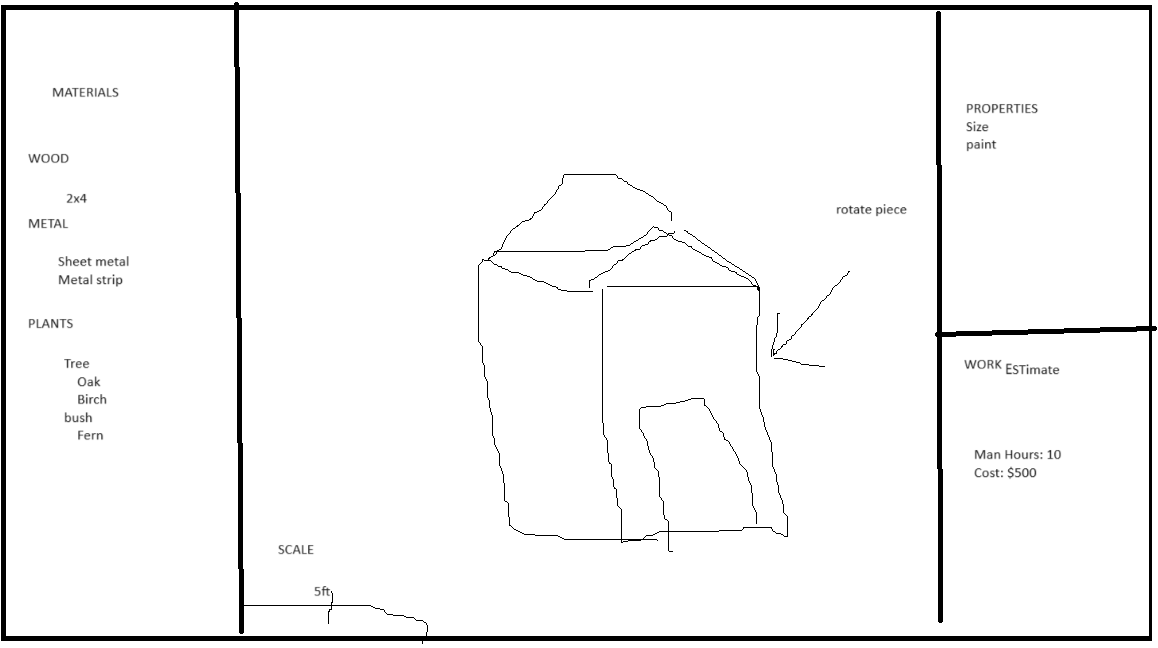 MATERIALS
WOOD
2x4
METAL
Sheet metal
Metal strip
PLANTS
Tree
Oak
Birch
bush
Fern
SCALE
5ft
rotate piece
PROPERTIES
Size
paint
WORK ESTimate
Man Hours: 10
Cost: $500